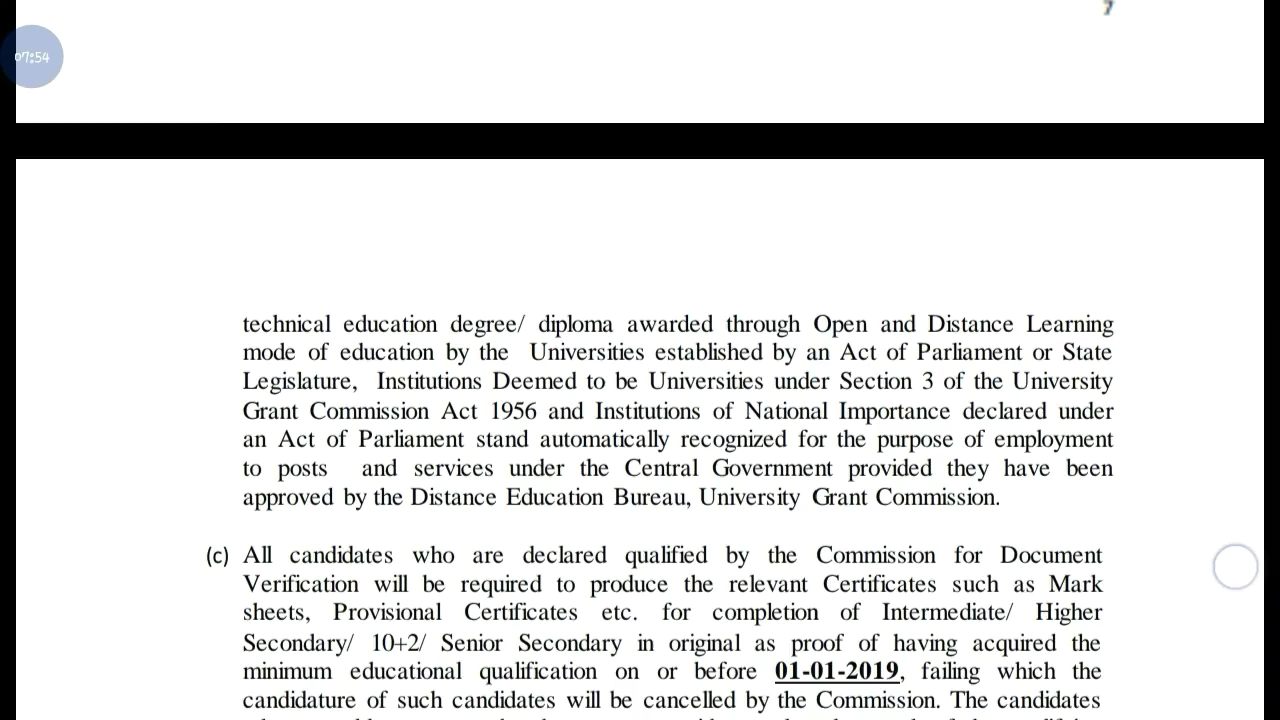 7
07:54
technical education degree/ diploma awarded through Open and Distance Learning
mode of education by the Universities established by an Act of Parliament or State
Legislature, Institutions Deemed to be Universities under Section 3 of the University
Grant Commission Act 1956 and Institutions of National Importance declared under
an Act of Parliament stand automatically recognized for the purpose of employment
to posts and services under the Central Government provided they have been
approved by the Distance Education Bureau, University Grant Commission.
(c) All candidates who are declared qualified by the Commission for Document
Verification will be required to produce the relevant Certificates such as Mark
sheets, Provisional Certificates etc. for completion of Intermediate/ Higher
Secondary/ 10+2/ Senior Secondary in original as proof of having acquired the
minimum educational qualification on or before 01-01-2019, failing which the
candidature of such candidates will be cancelled by the Commission. The candidates